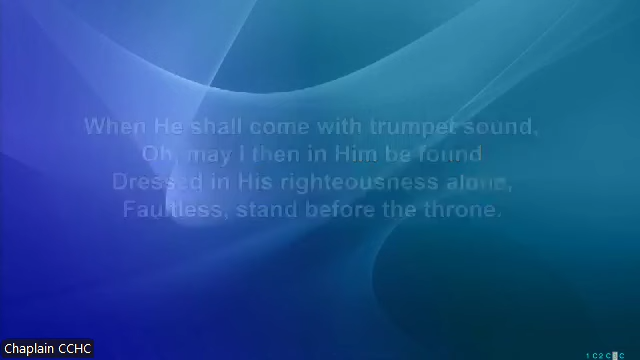 When He shall come with trumpet sound,
Oh, may I then in Him be found
Dressed in His righteousness alone,
Faultless, stand before the throne.
Chaplain CCHC